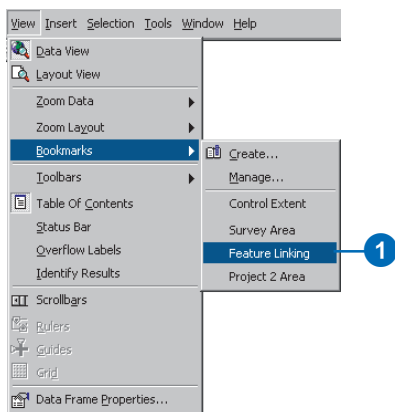 View Insert Selection Tools Window Help
Data View
Layout View
Zoom Data
Zoom Layout
Bookmarks
Toolbars
Table Of Contents
Status Bar
Overflow Labels
Identify Results
Scrollbars
Rulers
Guides
Grid
Data Frame Properties...
Create...
Manage...
Control Extent
Survey Area
Feature Linking
Project 2 Area
1